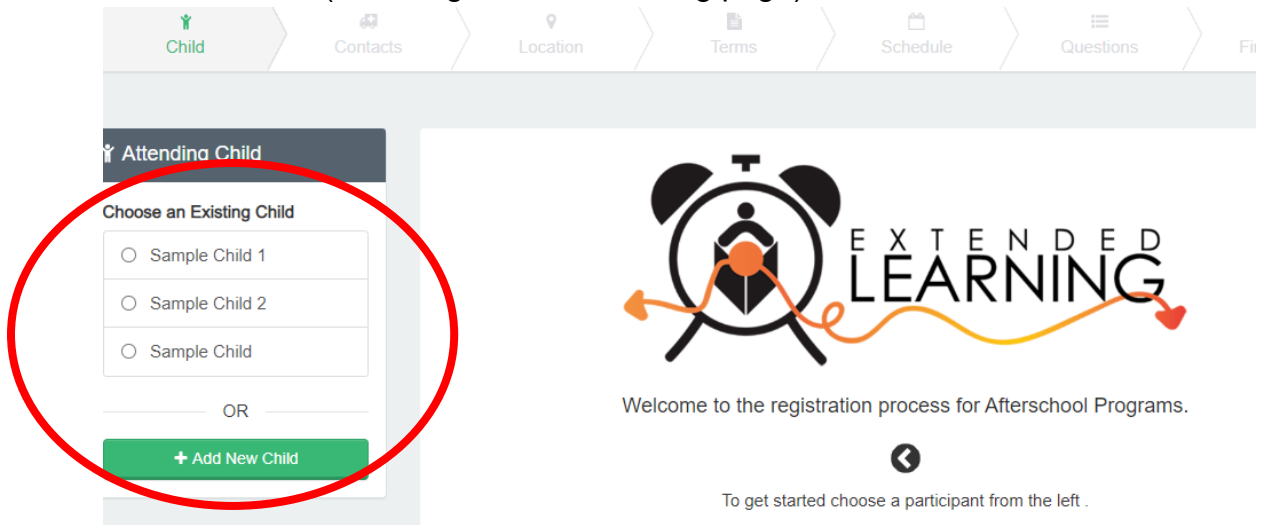 Child Contacts Location Terms Schedule Questions
Attending Child
Choose an Existing Child
Sample Child 1
Sample Child 2
Sample Child
OR
+ Add New Child
EXTENDED
LEARNING
Welcome to the registration process for Afterschool Programs.
To get started choose a participant from the left .